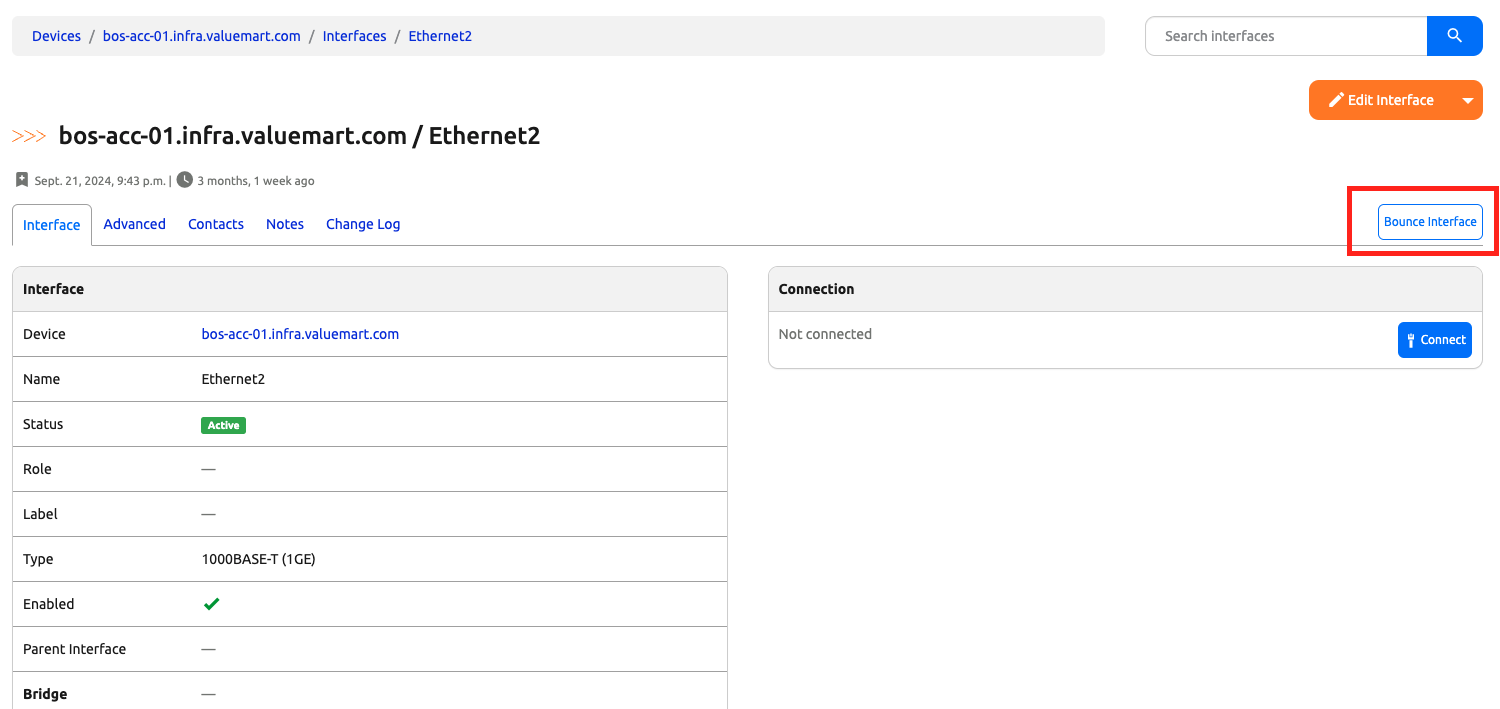 Devices / bos-acc-01.infra.valuemart.com / Interfaces / Ethernet2
Search interfaces
Edit Interface
>>> bos-acc-01.infra.valuemart.com / Ethernet2
Sept. 21, 2024, 9:43 p.m. | 3 months, 1 week ago
Interface Advanced Contacts Notes Change Log
Bounce Interface
Interface
Device bos-acc-01.infra.valuemart.com
Name Ethernet2
Status Active
Role —
Label —
Type 1000BASE-T (1GE)
Enabled
Parent Interface —
Bridge —
Connection
Not connected
Connect